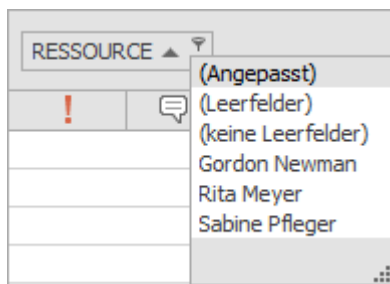 RESSOURCE
(Angepasst)
(Leerfelder)
(keine Leerfelder)
Gordon Newman
Rita Meyer
Sabine Pfleger